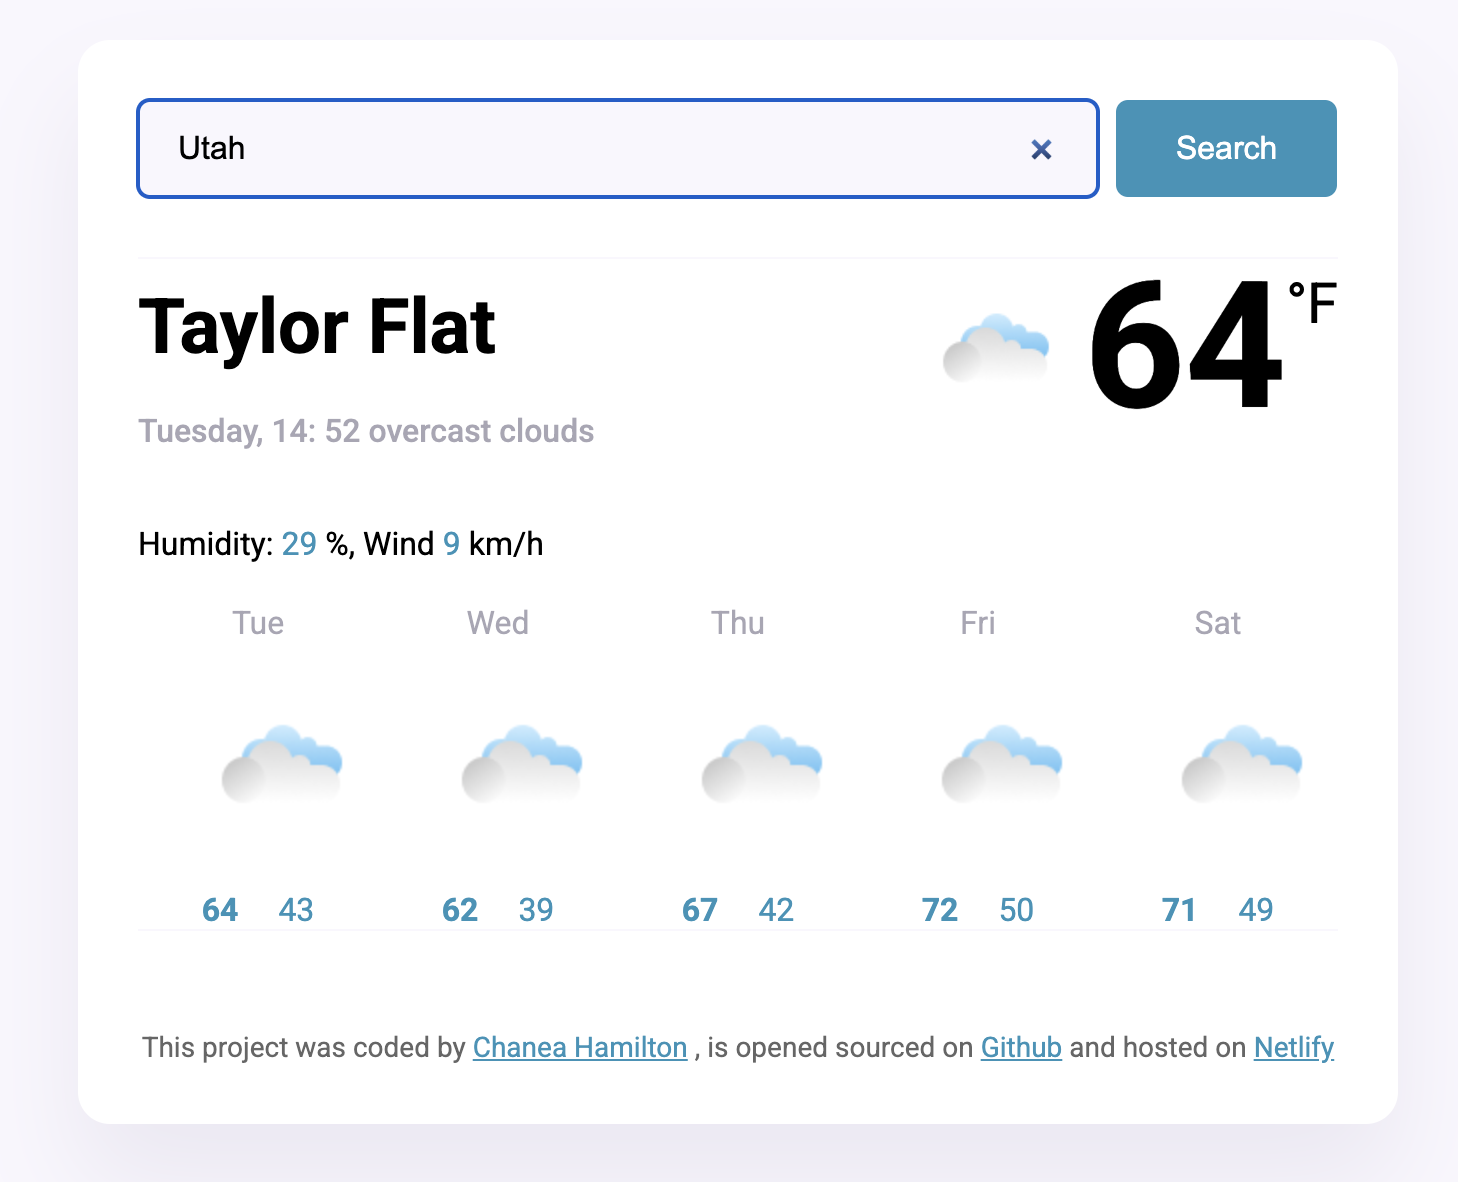 Utah
Search
Taylor Flat
64 °F
Tuesday, 14: 52 overcast clouds
Humidity: 29 %, Wind 9 km/h
Tue Wed Thu Fri Sat
64 43 62 39 67 42 72 50 71 49
This project was coded by Chanea Hamilton , is opened sourced on Github and hosted on Netlify